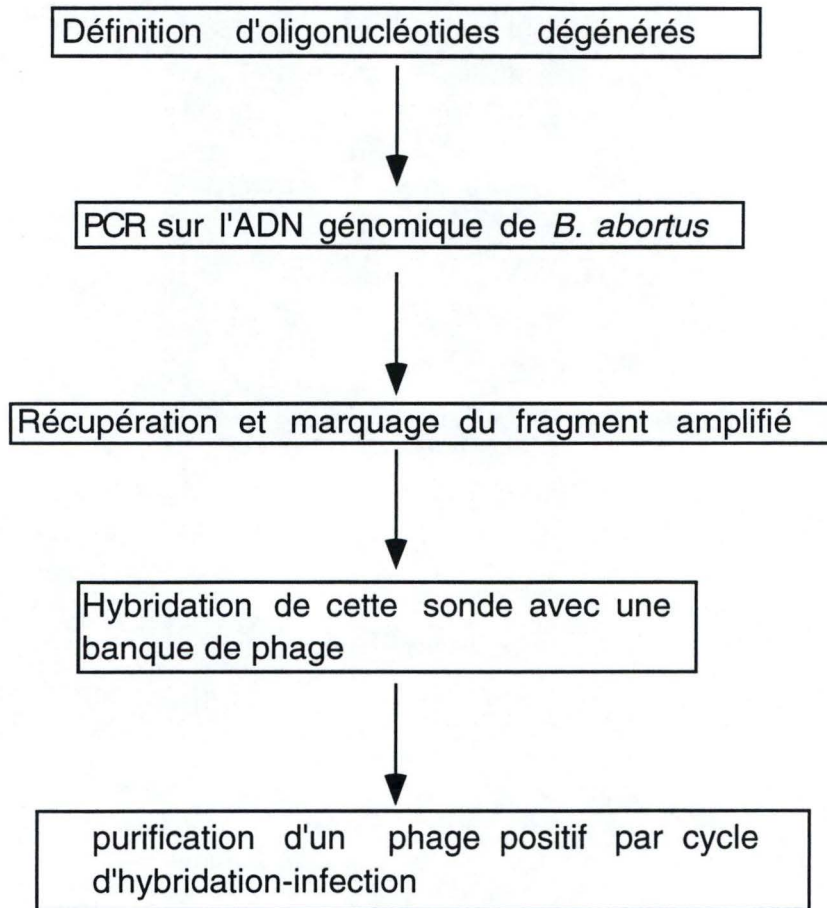 Définition d'oligonucléotides dégénérés
PCR sur l'ADN génomique de B. abortus
Récupération et marquage du fragment amplifié
Hybridation de cette sonde avec une
banque de phage
purification d'un phage positif par cycle
d'hybridation-infection